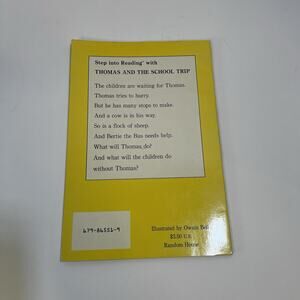 Step into Reading® with
THOMAS AND THE SCHOOL TRIP
The children are waiting for Thomas.
Thomas tries to hurry.
But he has many stops to make.
And a cow is in his way.
So is a flock of sheep.
And Bertie the Bus needs help.
What will Thomas do?
And what will the children do
without Thomas?
679-86551-9
Illustrated by Owain Bell
$3.50 U.S.
Random House